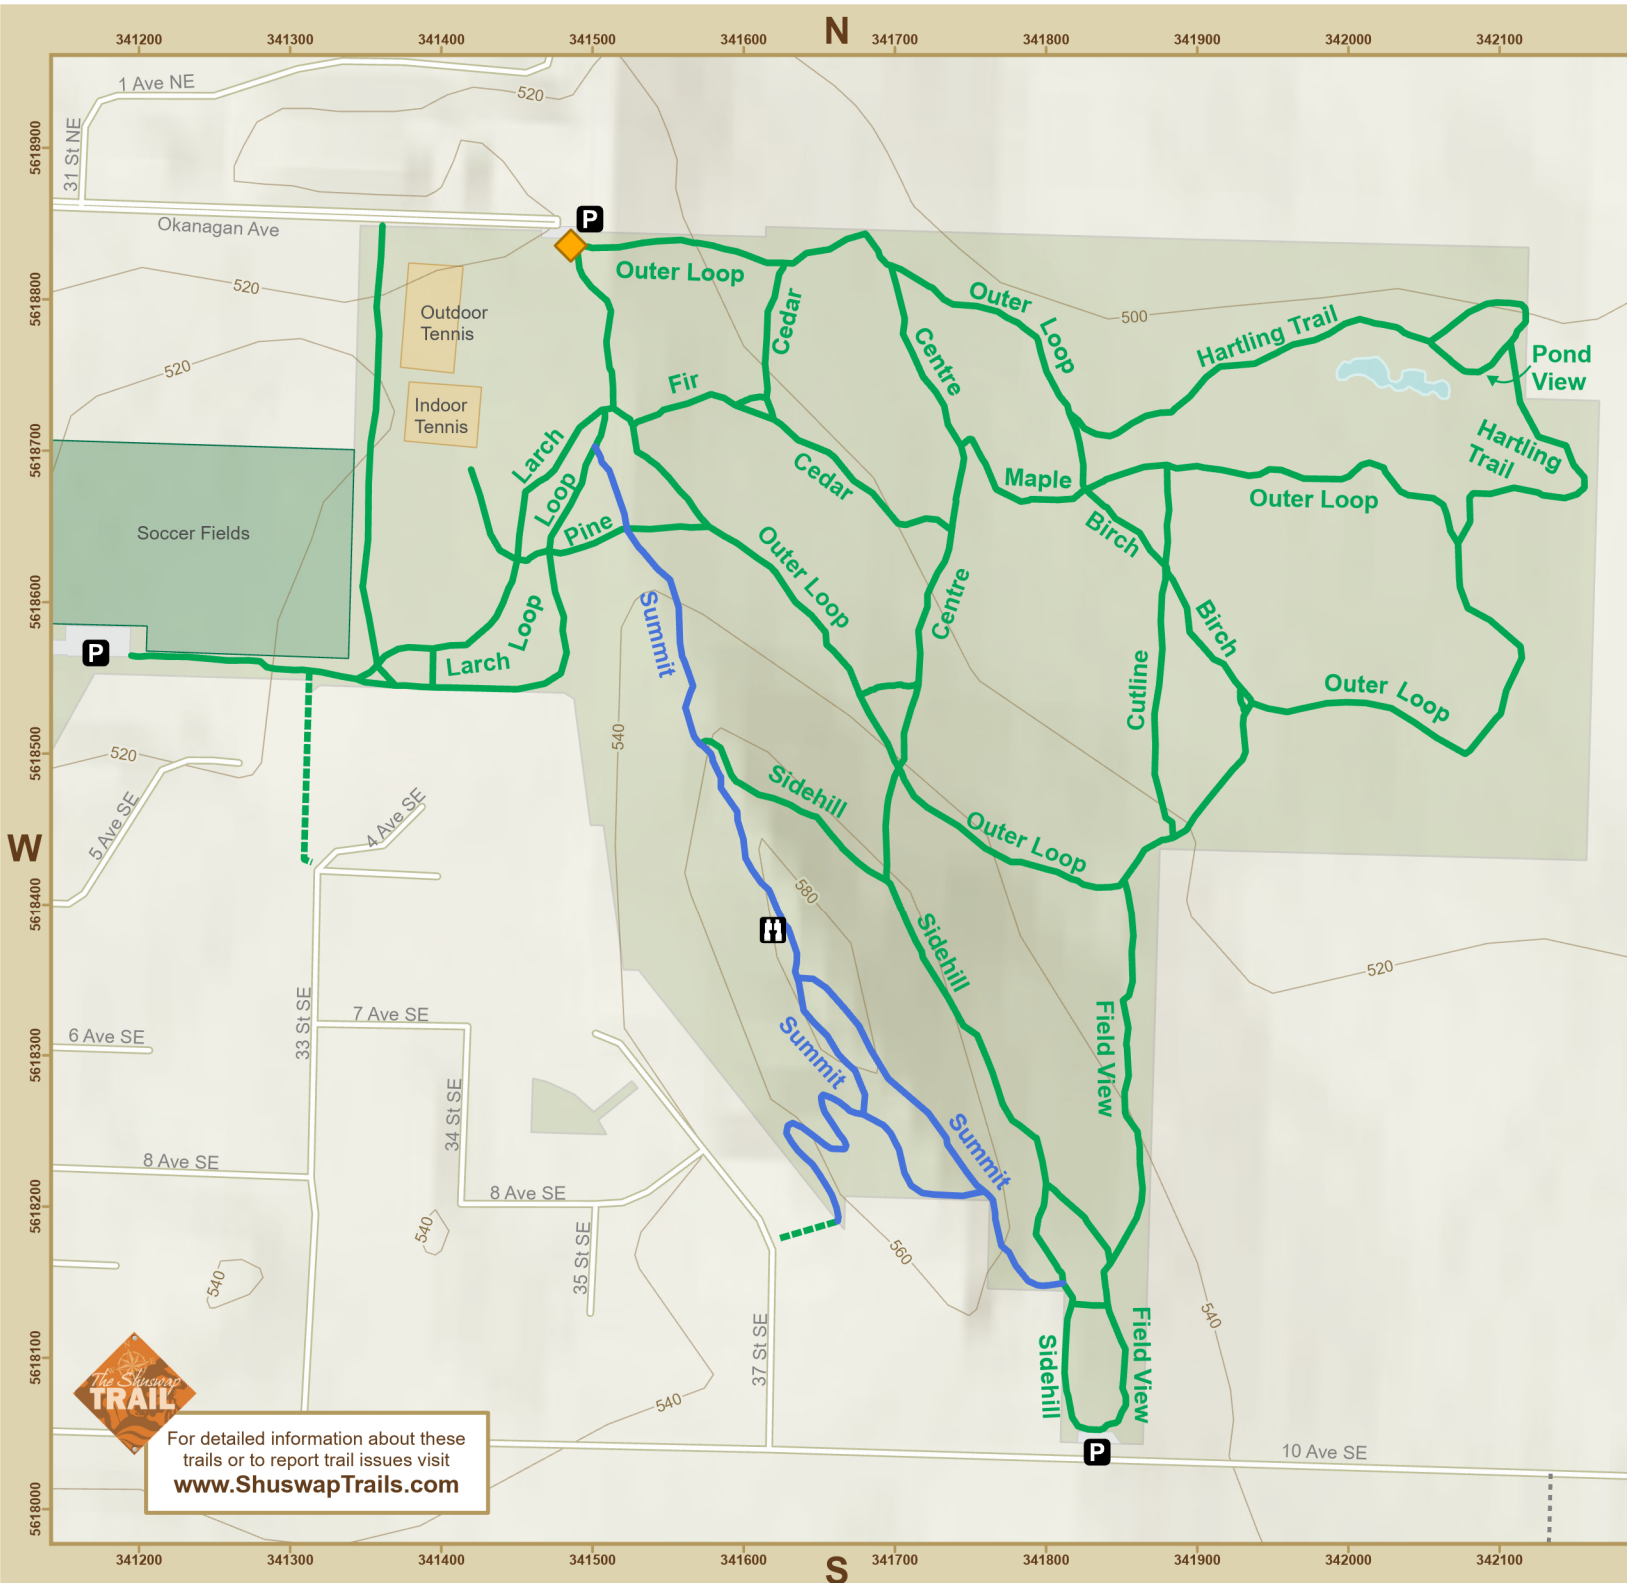 N
341200 341300 341400 341500 341600 341700 341800 341900 342000 342100
1 Ave NE
520
31 St NE
5618900
P
Okanagan Ave
Outer Loop
520
5618800
Outdoor
Tennis
Cedar
Outer
Loop
500
Hartling Trail
Centre
Pond
View
520
Fir
Indoor
Tennis
5618700
Larch
Loop
Cedar
Maple
Hartling
Trail
Outer Loop
Soccer Fields
Pine
Birch
Outer Loop
5618600
Centre
Summit
Loop
Birch
P
Larch
Cutline
Outer Loop
540
5618500
520
Sidehill
5 Ave SE
4 Ave SE
Outer Loop
W
580
5618400
Sidehill
520
33 St SE
7 Ave SE
6 Ave SE
Summit
Field View
5618300
34 St SE
Summit
8 Ave SE
8 Ave SE
5618200
540
35 St SE
560
540
540
37 St SE
Sidehill
Field View
5618100
The Shuswap
TRAIL
540
For detailed information about these
trails or to report trail issues visit
www.ShuswapTrails.com
P
10 Ave SE
5618000
341200 341300 341400 341500 341600 341700 341800 341900 342000 342100
S